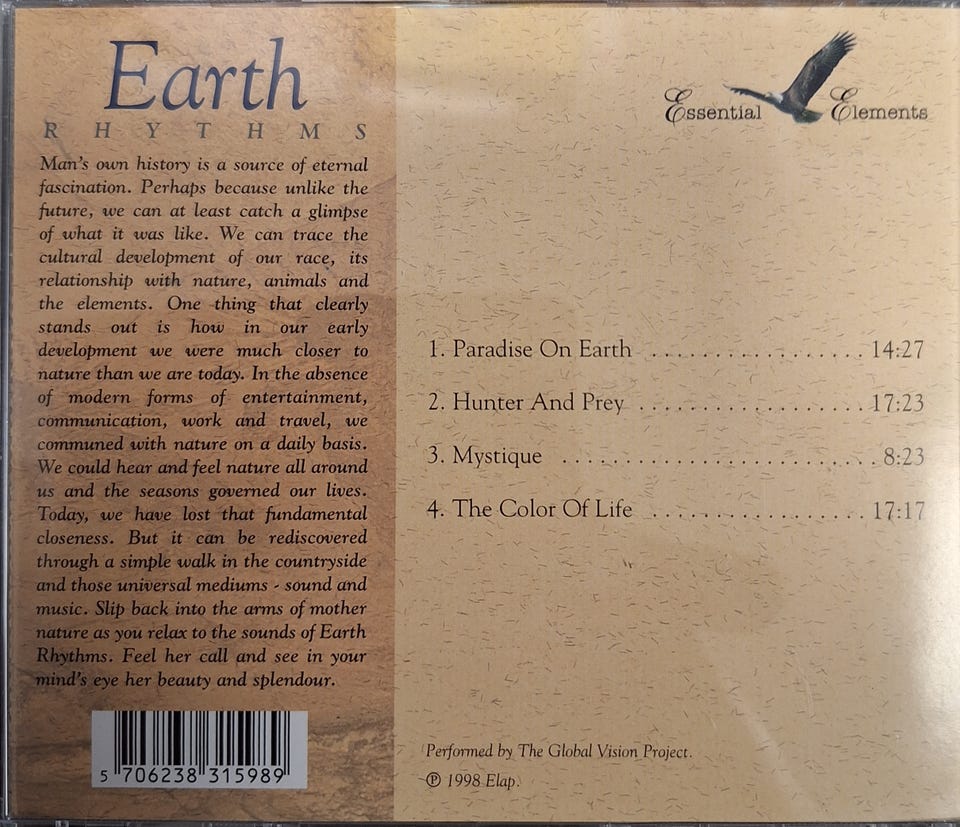 Earth
RHYTHMS
Man's own history is a source of eternal
fascination. Perhaps because unlike the
future, we can at least catch a glimpse
of what it was like. We can trace the
cultural development of our race, its
relationship with nature, animals and
the elements. One thing that clearly
stands out is how in our early
development we were much closer to
nature than we are today. In the absence
of modern forms of entertainment,
communication, work and travel, we
communed with nature on a daily basis.
We could hear and feel nature all around
us and the seasons governed our lives.
Today, we have lost that fundamental
closeness. But it can be rediscovered
through a simple walk in the countryside
and those universal mediums - sound and
music. Slip back into the arms of mother
nature as you relax to the sounds of Earth
Rhythms. Feel her call and see in your
mind's eye her beauty and splendour.
5 706238 315989
Essential Elements
1. Paradise On Earth ................. 14:27
2. Hunter And Prey .................. 17:23
3. Mystique ......................... 8:23
4. The Color Of Life ................. 17:17
Performed by The Global Vision Project.
℗ 1998 Elap.